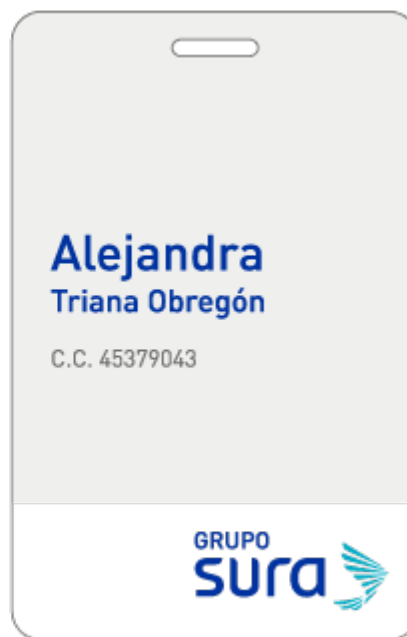 Alejandra
Triana Obregón
C.C. 45379043
GRUPO
sura